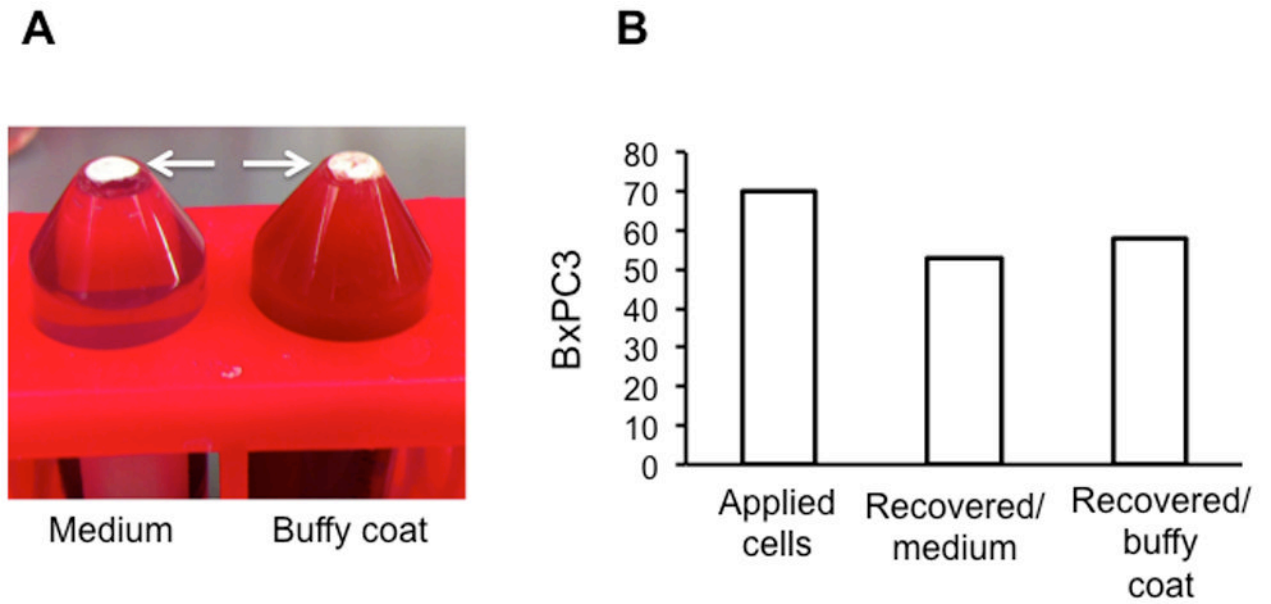 A
B
Medium
Buffy coat
BxPC3
80
70
60
50
40
30
20
10
0
Applied
cells
Recovered/
medium
Recovered/
buffy
coat